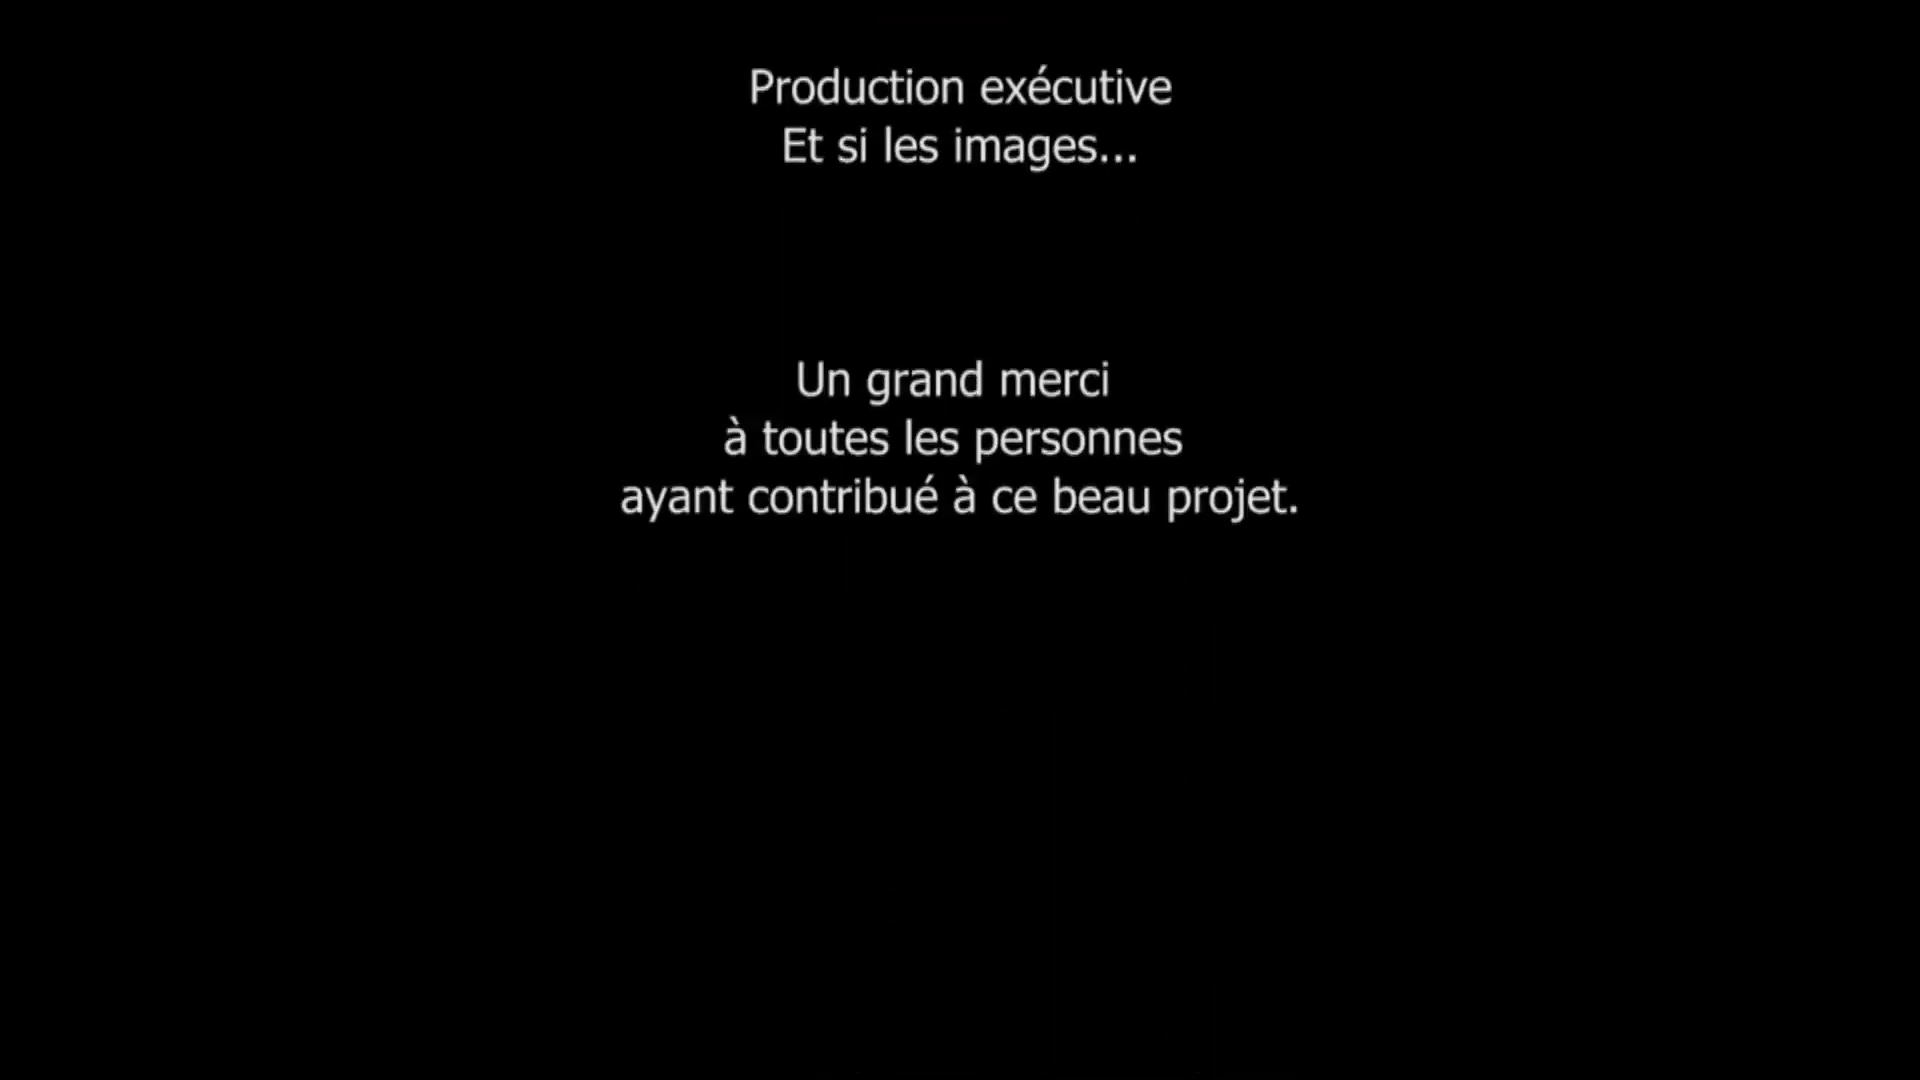 Production exécutive
Et si les images...
Un grand merci
à toutes les personnes
ayant contribué à ce beau projet.